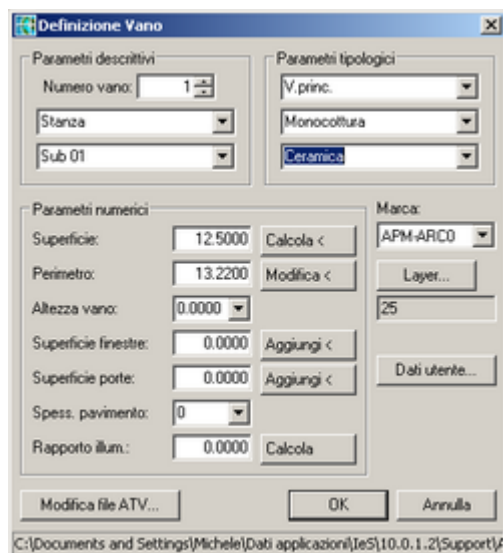 Definizione Vano
Parametri descrittivi
Numero vano: 1
Stanza
Sub 01
Parametri tipologici
V.princ.
Monocottura
Ceramica
Parametri numerici
Superficie: 12.5000 Calcola <
Perimetro: 13.2200 Modifica <
Altezza vano: 0.0000
Superficie finestre: 0.0000 Aggiungi <
Superficie porte: 0.0000 Aggiungi <
Spess. pavimento: 0
Rapporto illum.: 0.0000 Calcola
Marca:
APM-ARC0
Layer...
25
Dati utente...
Modifica file ATV...
OK
Annulla
C:\Documents and Settings\Michele\Dati applicazioni\IeS\10.0.1.2\Support\